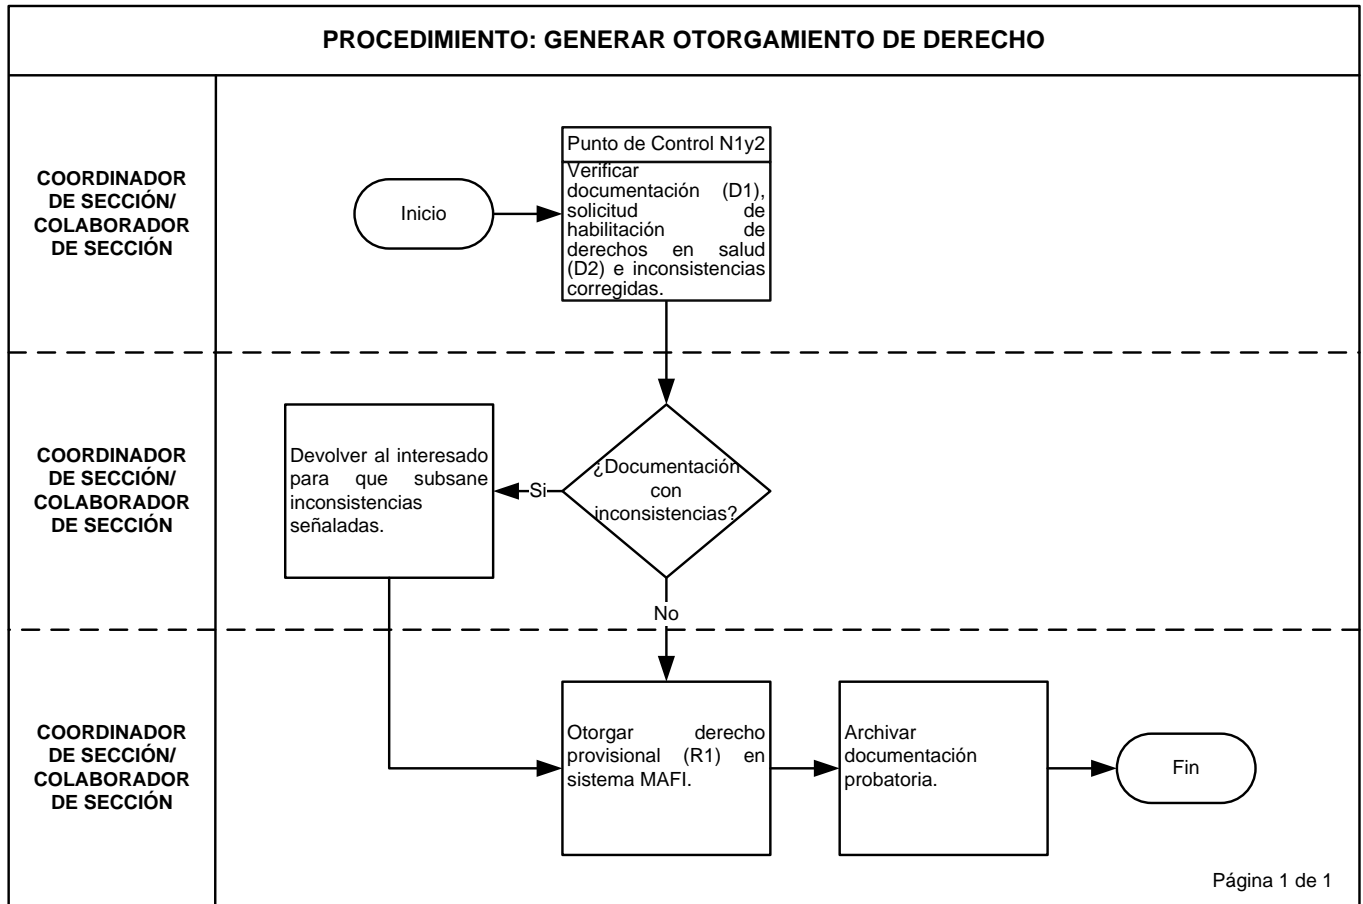 PROCEDIMIENTO: GENERAR OTORGAMIENTO DE DERECHO
COORDINADOR
DE SECCIÓN/
COLABORADOR
DE SECCIÓN
Inicio
Punto de Control N1y2
Verificar
documentación (D1),
solicitud de
habilitación de
derechos en salud
(D2) e inconsistencias
corregidas.
COORDINADOR
DE SECCIÓN/
COLABORADOR
DE SECCIÓN
Devolver al interesado
para que subsane
inconsistencias
señaladas.
Si
¿Documentación
con
inconsistencias?
No
COORDINADOR
DE SECCIÓN/
COLABORADOR
DE SECCIÓN
Otorgar derecho
provisional (R1) en
sistema MAFI.
Archivar
documentación
probatoria.
Fin
Página 1 de 1